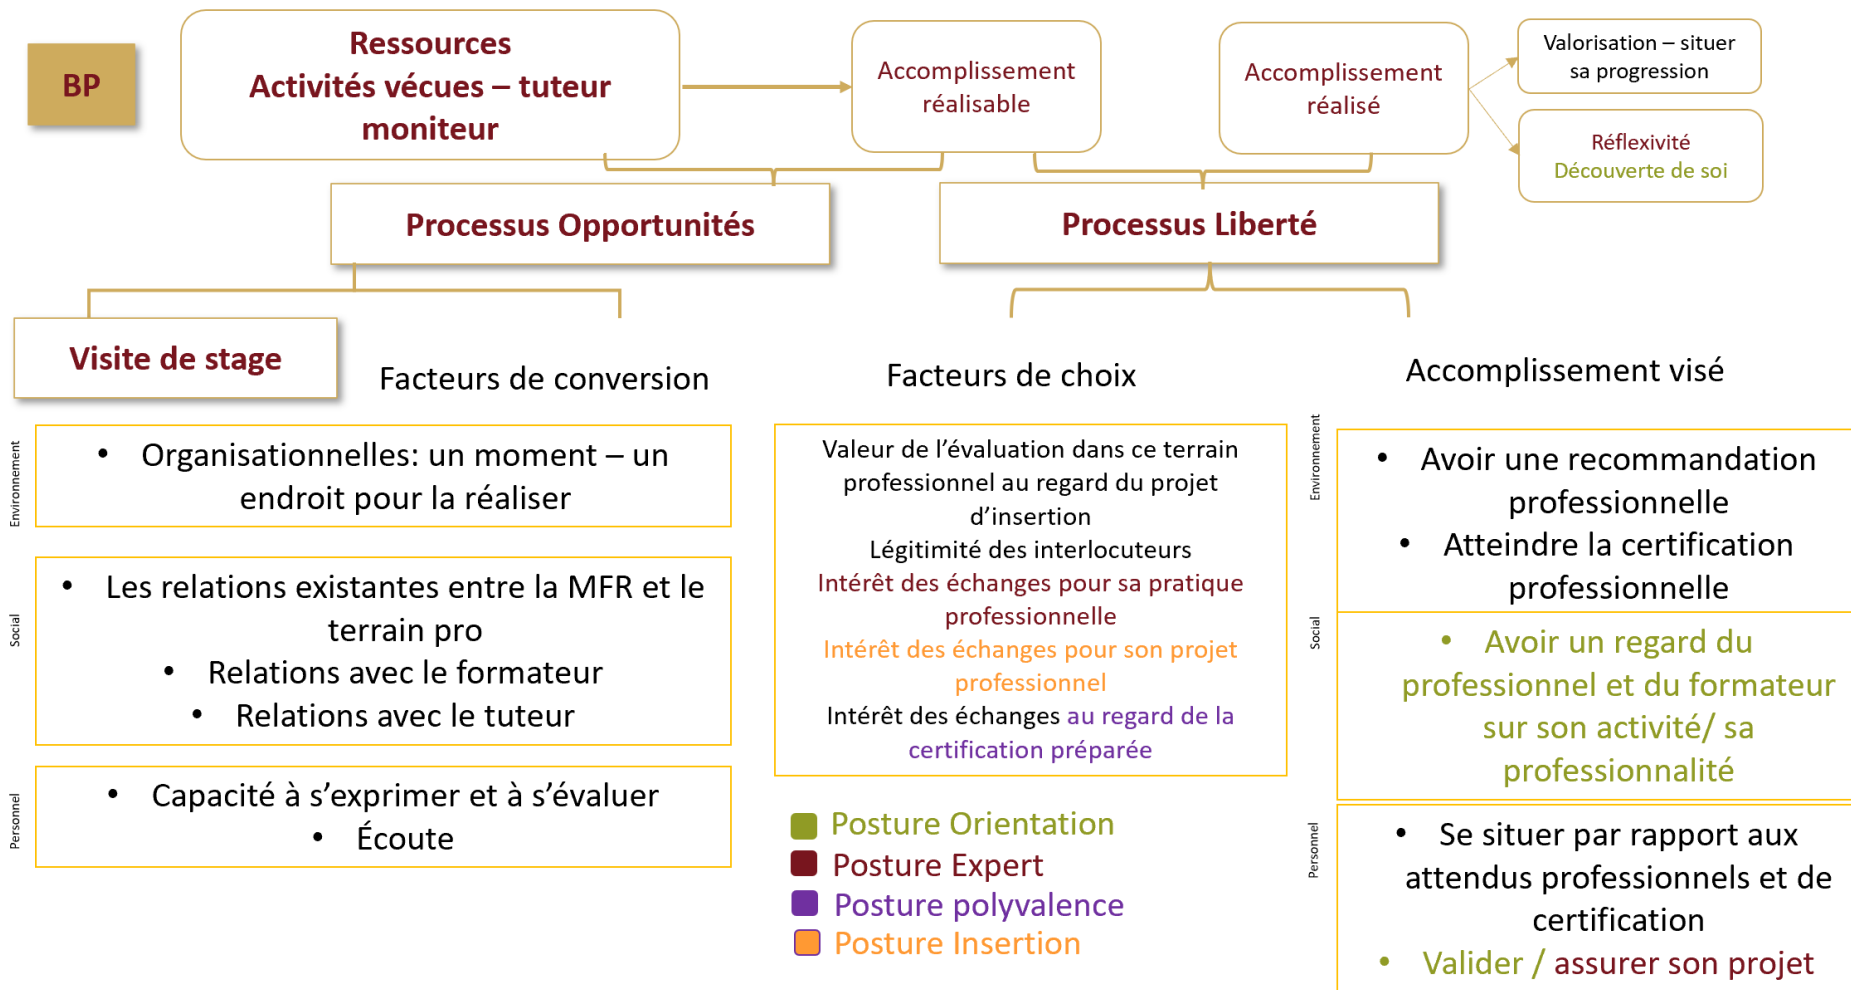 BP
Ressources
Activités vécues – tuteur
moniteur
Accomplissement
réalisable
Accomplissement
réalisé
Valorisation – situer
sa progression
Réflexivité
Découverte de soi
Processus Opportunités
Processus Liberté
Visite de stage
Facteurs de conversion
Facteurs de choix
Accomplissement visé
Environnement
• Organisationnelles: un moment – un
endroit pour la réaliser
Social
• Les relations existantes entre la MFR et le
terrain pro
• Relations avec le formateur
• Relations avec le tuteur
Personnel
• Capacité à s’exprimer et à s’évaluer
• Écoute
Valeur de l’évaluation dans ce terrain
professionnel au regard du projet
d’insertion
Légitimité des interlocuteurs
Intérêt des échanges pour sa pratique
professionnelle
Intérêt des échanges pour son projet
professionnel
Intérêt des échanges au regard de la
certification préparée
Posture Orientation
Posture Expert
Posture polyvalence
Posture Insertion
Environnement
• Avoir une recommandation
professionnelle
• Atteindre la certification
professionnelle
Social
• Avoir un regard du
professionnel et du formateur
sur son activité/ sa
professionnalité
Personnel
• Se situer par rapport aux
attendus professionnels et de
certification
• Valider / assurer son projet